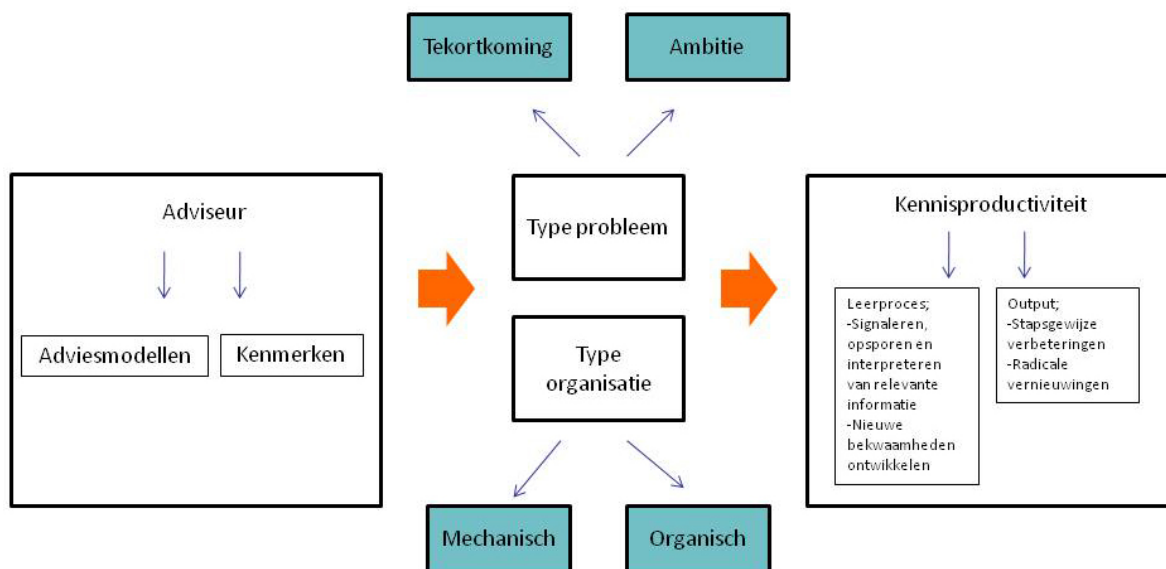 Tekortkoming
Ambitie
Adviseur
Adviesmodellen
Kenmerken
Type probleem
Type
organisatie
Mechanisch
Organisch
Kennisproductiviteit
Leerproces;
-Signaleren,
opsporen en
interpreteren
van relevante
informatie
-Nieuwe
bekwaamheden
ontwikkelen
Output;
-Stapsgewijze
verbeteringen
-Radicale
vernieuwingen